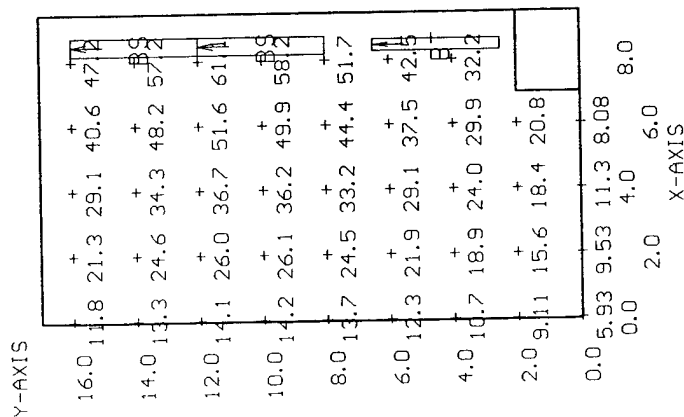 Y-AXIS
16.0 11.8 21.3 29.1 40.6 47.2
BS
14.0 13.3 24.6 34.3 48.2 57.2
12.0 14.1 26.0 36.7 51.6
BS
10.0 14.2 26.1 36.2 49.9 58.2
8.0 13.7 24.5 33.2 44.4 51.7
6.0 12.3 21.9 29.1 37.5 42.5
B
4.0 10.7 18.9 24.0 29.9 32.2
2.0 9.11 15.6 18.4 20.8
0.0 5.93 9.53 11.3 8.08
0.0 2.0 4.0 6.0 8.0
X-AXIS